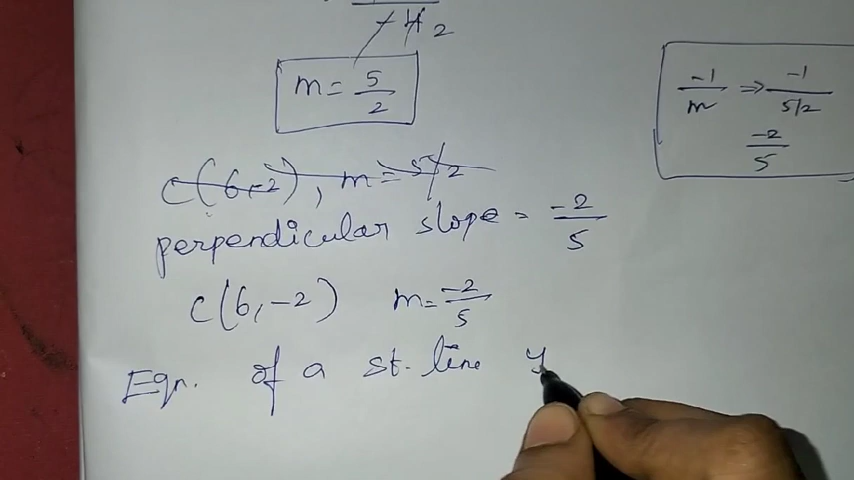 -4 2
m = 5/2
-1/m ⇒ -1/5/2
-2/5
C(6,-2), m = 5/2
perpendicular slope = -2/5
C(6,-2) m = -2/5
Eqn. of a st. line y